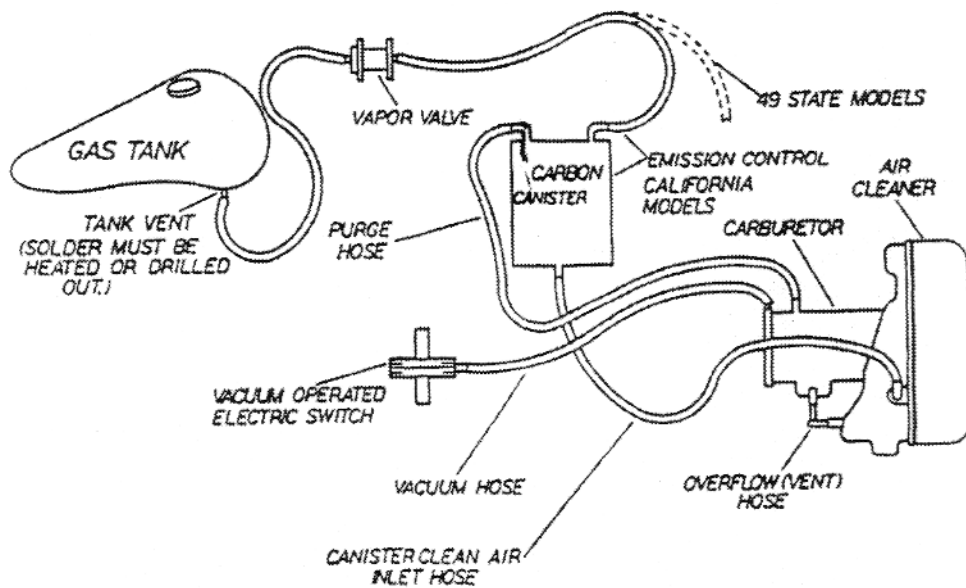 VAPOR VALVE
49 STATE MODELS
GAS TANK
CARBON
CANISTER
EMISSION CONTROL
CALIFORNIA
MODELS
AIR
CLEANER
TANK VENT
(SOLDER MUST BE
HEATED OR DRILLED
OUT.)
PURGE
HOSE
CARBURETOR
VACUUM OPERATED
ELECTRIC SWITCH
VACUUM HOSE
OVERFLOW (VENT)
HOSE
CANISTER CLEAN AIR
INLET HOSE